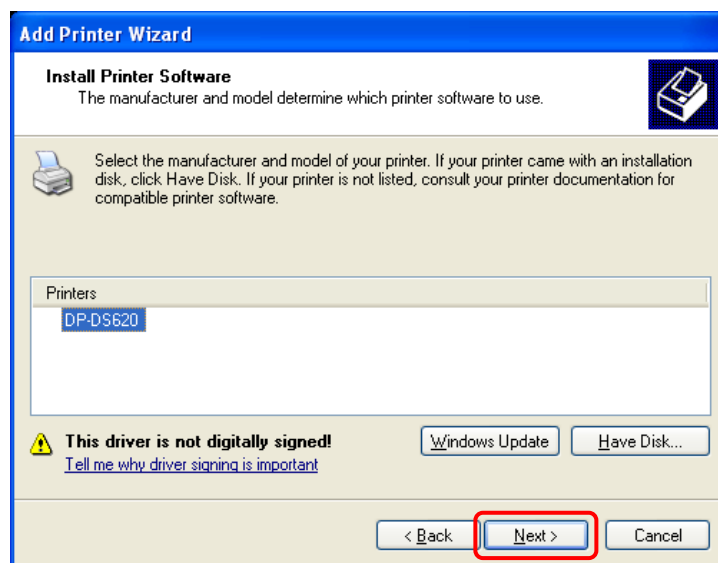 Add Printer Wizard
Install Printer Software
The manufacturer and model determine which printer software to use.
Select the manufacturer and model of your printer. If your printer came with an installation
disk, click Have Disk. If your printer is not listed, consult your printer documentation for
compatible printer software.
Printers
DP-DS620
This driver is not digitally signed!
Tell me why driver signing is important
Windows Update
Have Disk...
< Back
Next >
Cancel